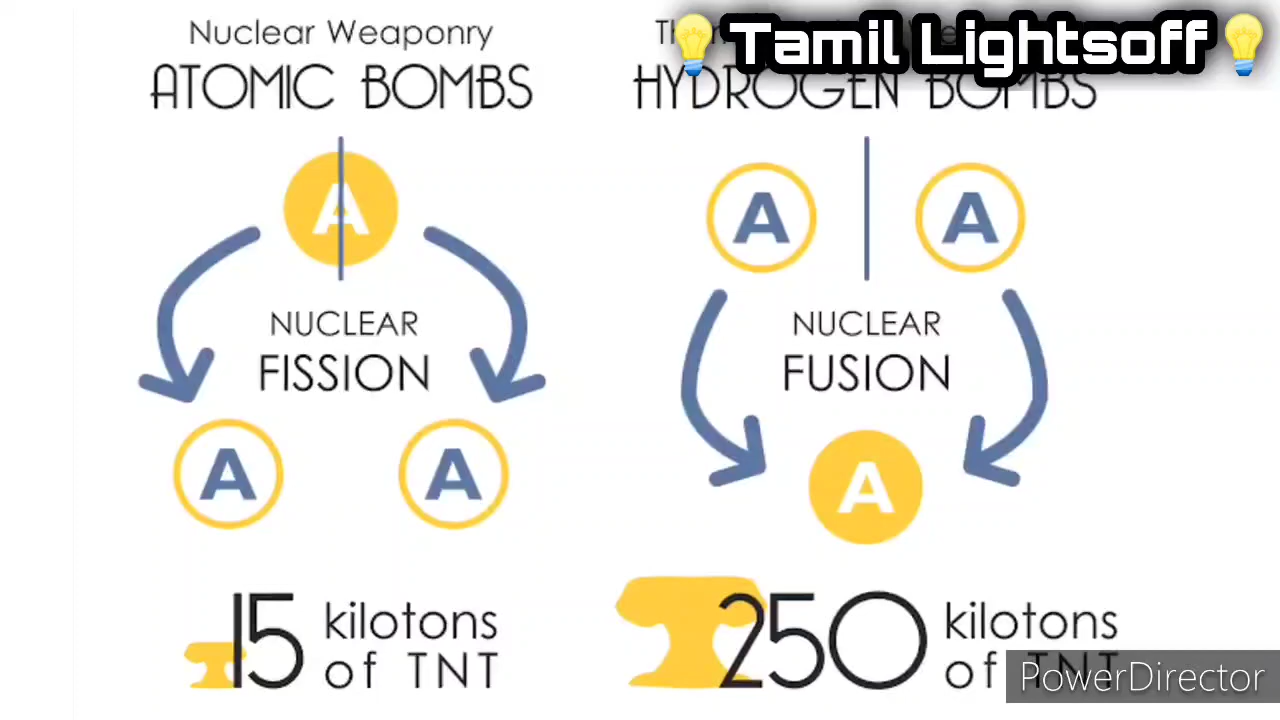 💡Tamil Lightsoff💡
Nuclear Weaponry
ATOMIC BOMBS
A
NUCLEAR
FISSION
A A
15 kilotons
of TNT
HYDROGEN BOMBS
A A
NUCLEAR
FUSION
A
250 kilotons
of TNT
PowerDirector